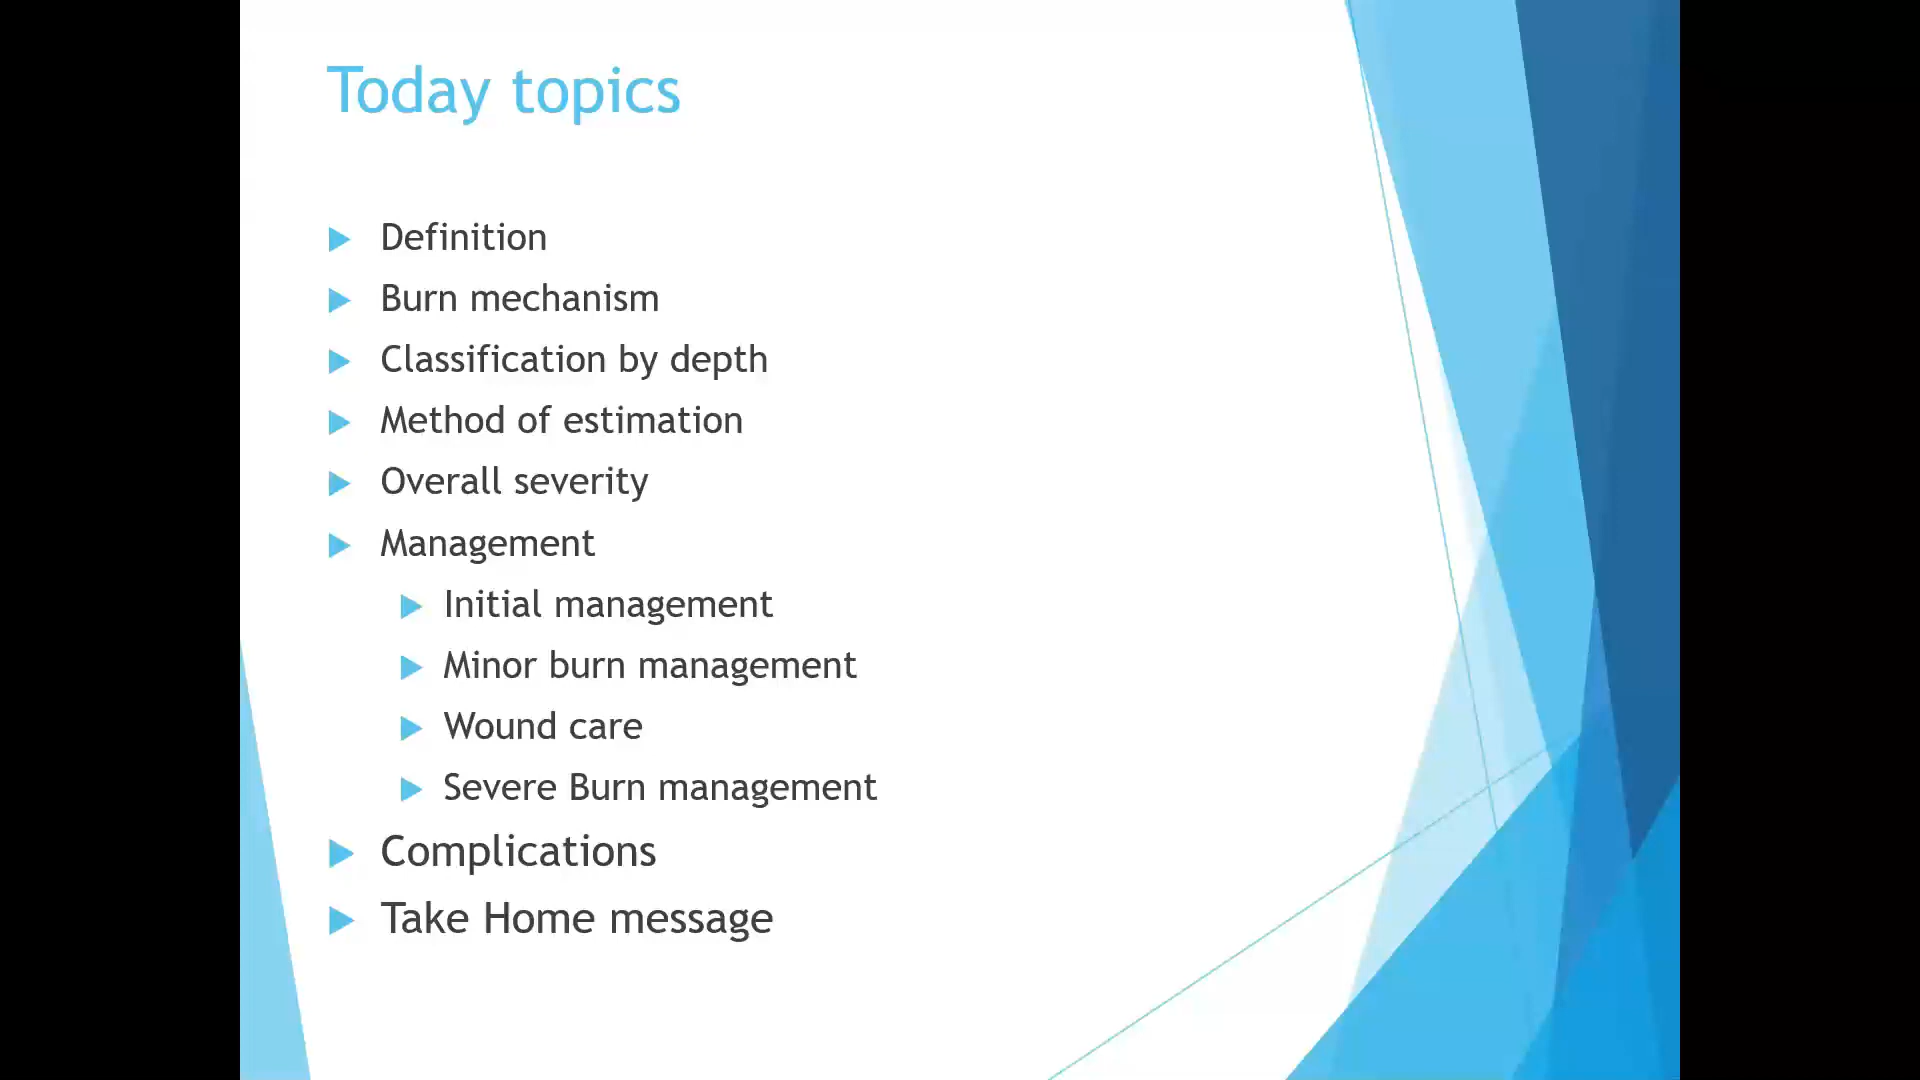 Today topics
Definition
Burn mechanism
Classification by depth
Method of estimation
Overall severity
Management
Initial management
Minor burn management
Wound care
Severe Burn management
Complications
Take Home message